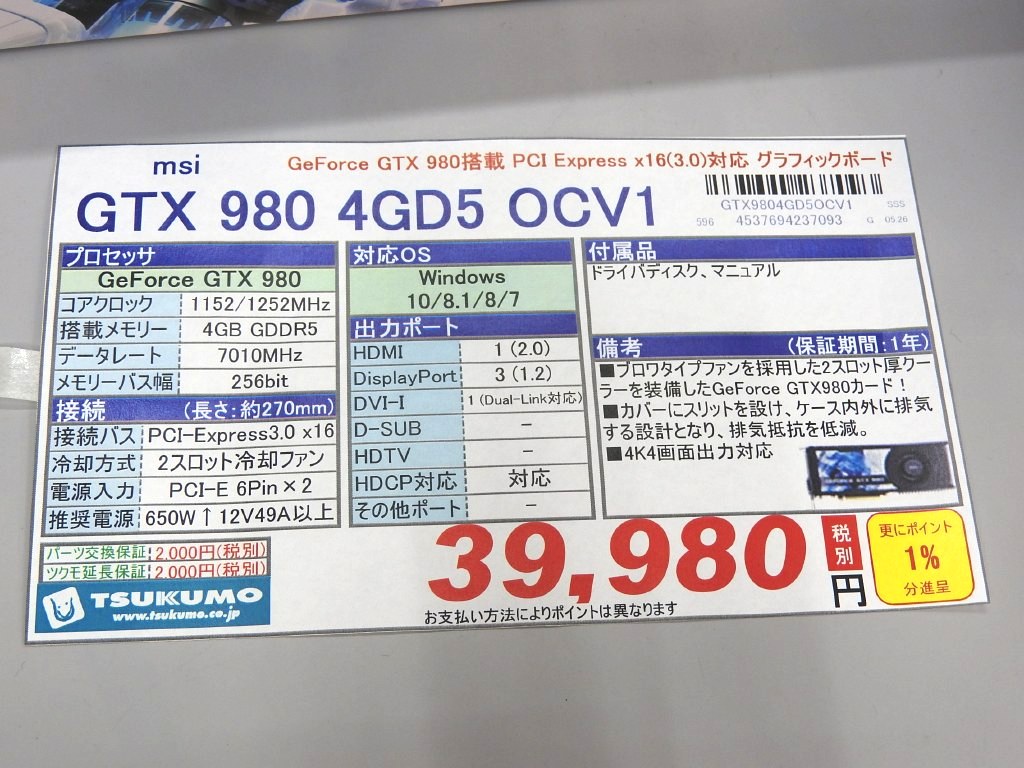 msi
GeForce GTX 980搭載 PCI Express x16(3.0)対応 グラフィックボード
GTX 980 4GD5 OCV1
GTX9804GD5OCV1 SSS
596 4537694237093 G 05.26
プロセッサ
GeForce GTX 980
コアクロック 1152/1252MHz
搭載メモリー 4GB GDDR5
データレート 7010MHz
メモリーバス幅 256bit
接続 (長さ:約270mm)
接続バス PCI-Express3.0 x16
冷却方式 2スロット冷却ファン
電源入力 PCI-E 6Pin×2
推奨電源 650W↑12V49A以上
対応OS
Windows
10/8.1/8/7
出力ポート
HDMI 1(2.0)
DisplayPort 3(1.2)
DVI-I 1(Dual-Link対応)
D-SUB -
HDTV -
HDCP対応 対応
その他ポート -
付属品
ドライバディスク、マニュアル
備考 (保証期間:1年)
■ブロワタイプファンを採用した2スロット厚クー
ラーを装備したGeForce GTX980カード!
■カバーにスリットを設け、ケース内外に排気
する設計となり、排気抵抗を低減。
■4K4画面出力対応
パーツ交換保証 2,000円(税別)
ツクモ延長保証 2,000円(税別)
TSUKUMO
www.tsukumo.co.jp
39,980 税別 円
お支払い方法によりポイントは異なります
更にポイント
1%
分進呈